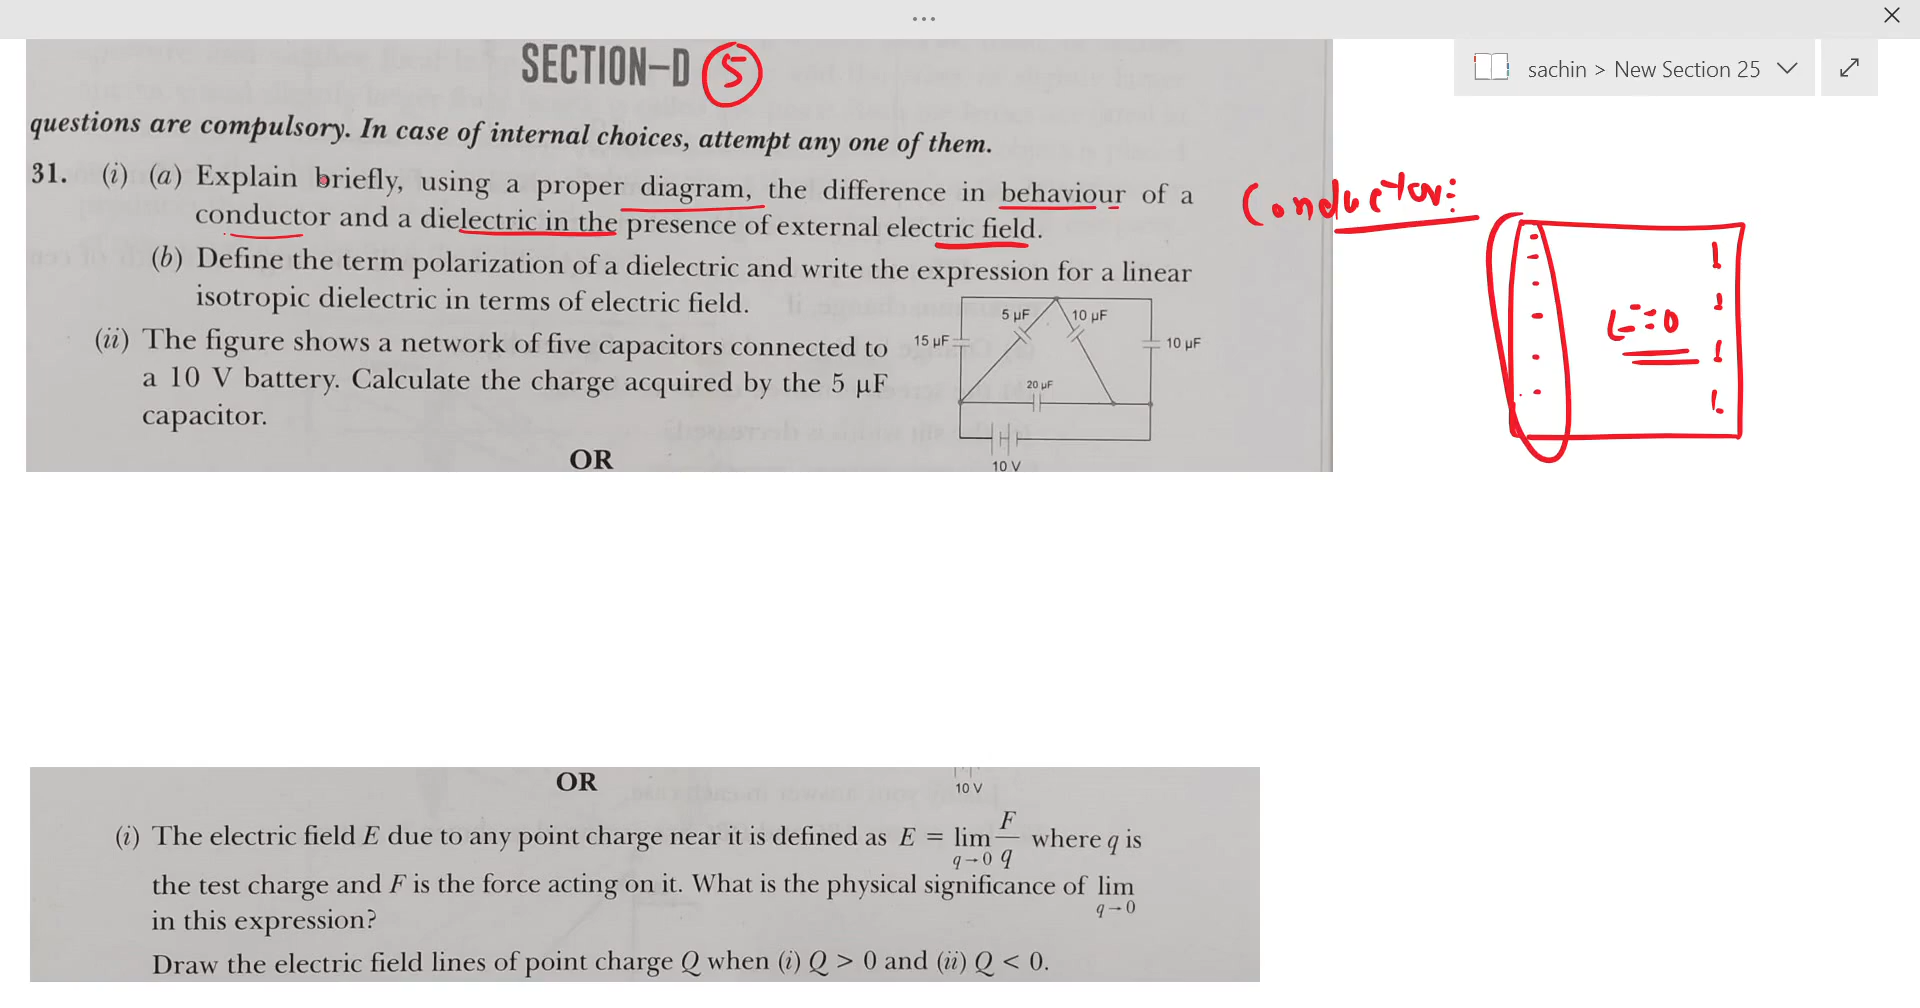 sachin > New Section 25
SECTION-D 5
questions are compulsory. In case of internal choices, attempt any one of them.
31. (i) (a) Explain briefly, using a proper diagram, the difference in behaviour of a
conductor and a dielectric in the presence of external electric field.
(b) Define the term polarization of a dielectric and write the expression for a linear
isotropic dielectric in terms of electric field.
(ii) The figure shows a network of five capacitors connected to
a 10 V battery. Calculate the charge acquired by the 5 µF
capacitor.
5 µF
10 µF
15 µF
10 µF
20 µF
10 V
Conductor:
E=0
OR
OR
10 V
(i) The electric field E due to any point charge near it is defined as E = lim F/q where q is
q→0
the test charge and F is the force acting on it. What is the physical significance of lim
q→0
in this expression?
Draw the electric field lines of point charge Q when (i) Q > 0 and (ii) Q < 0.